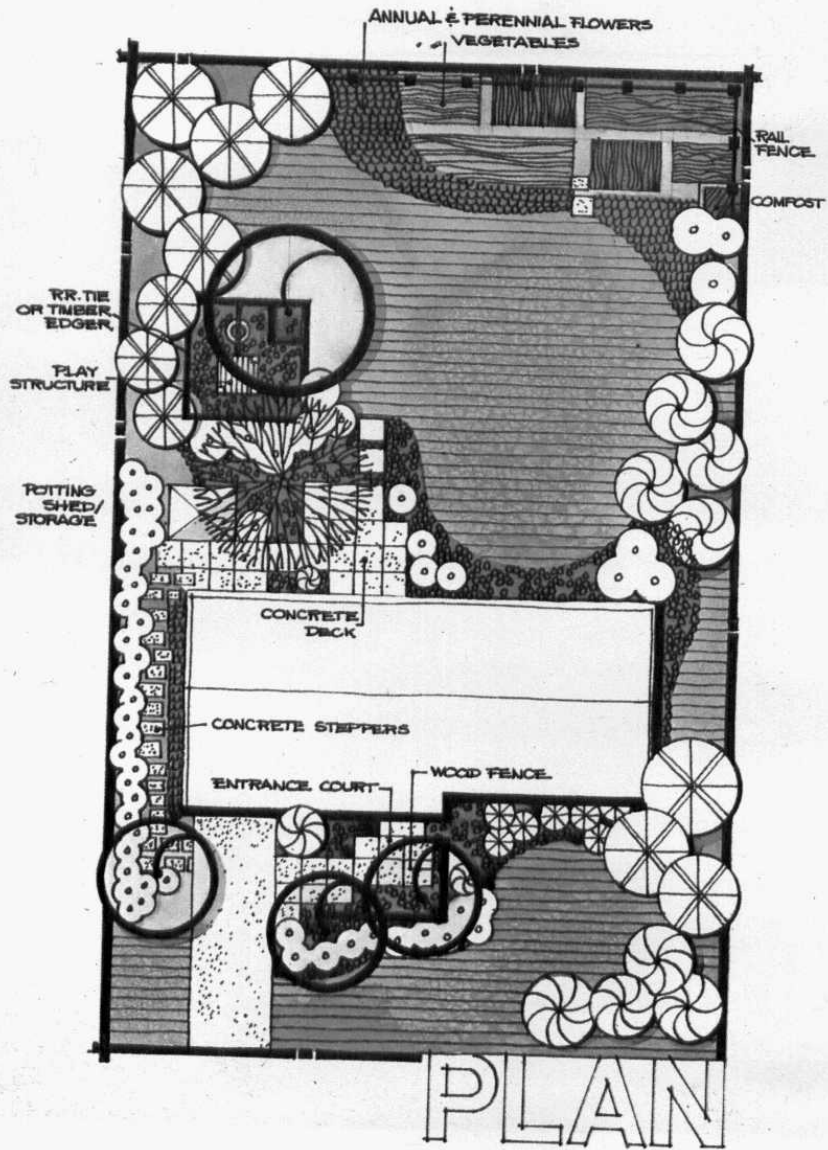 ANNUAL & PERENNIAL FLOWERS
VEGETABLES
RAIL
FENCE
COMPOST
RR. TIE
OR TIMBER
EDGER
PLAY
STRUCTURE
POTTING
SHED/
STORAGE
CONCRETE
DECK
CONCRETE STEPPERS
WOOD FENCE
ENTRANCE COURT
PLAN